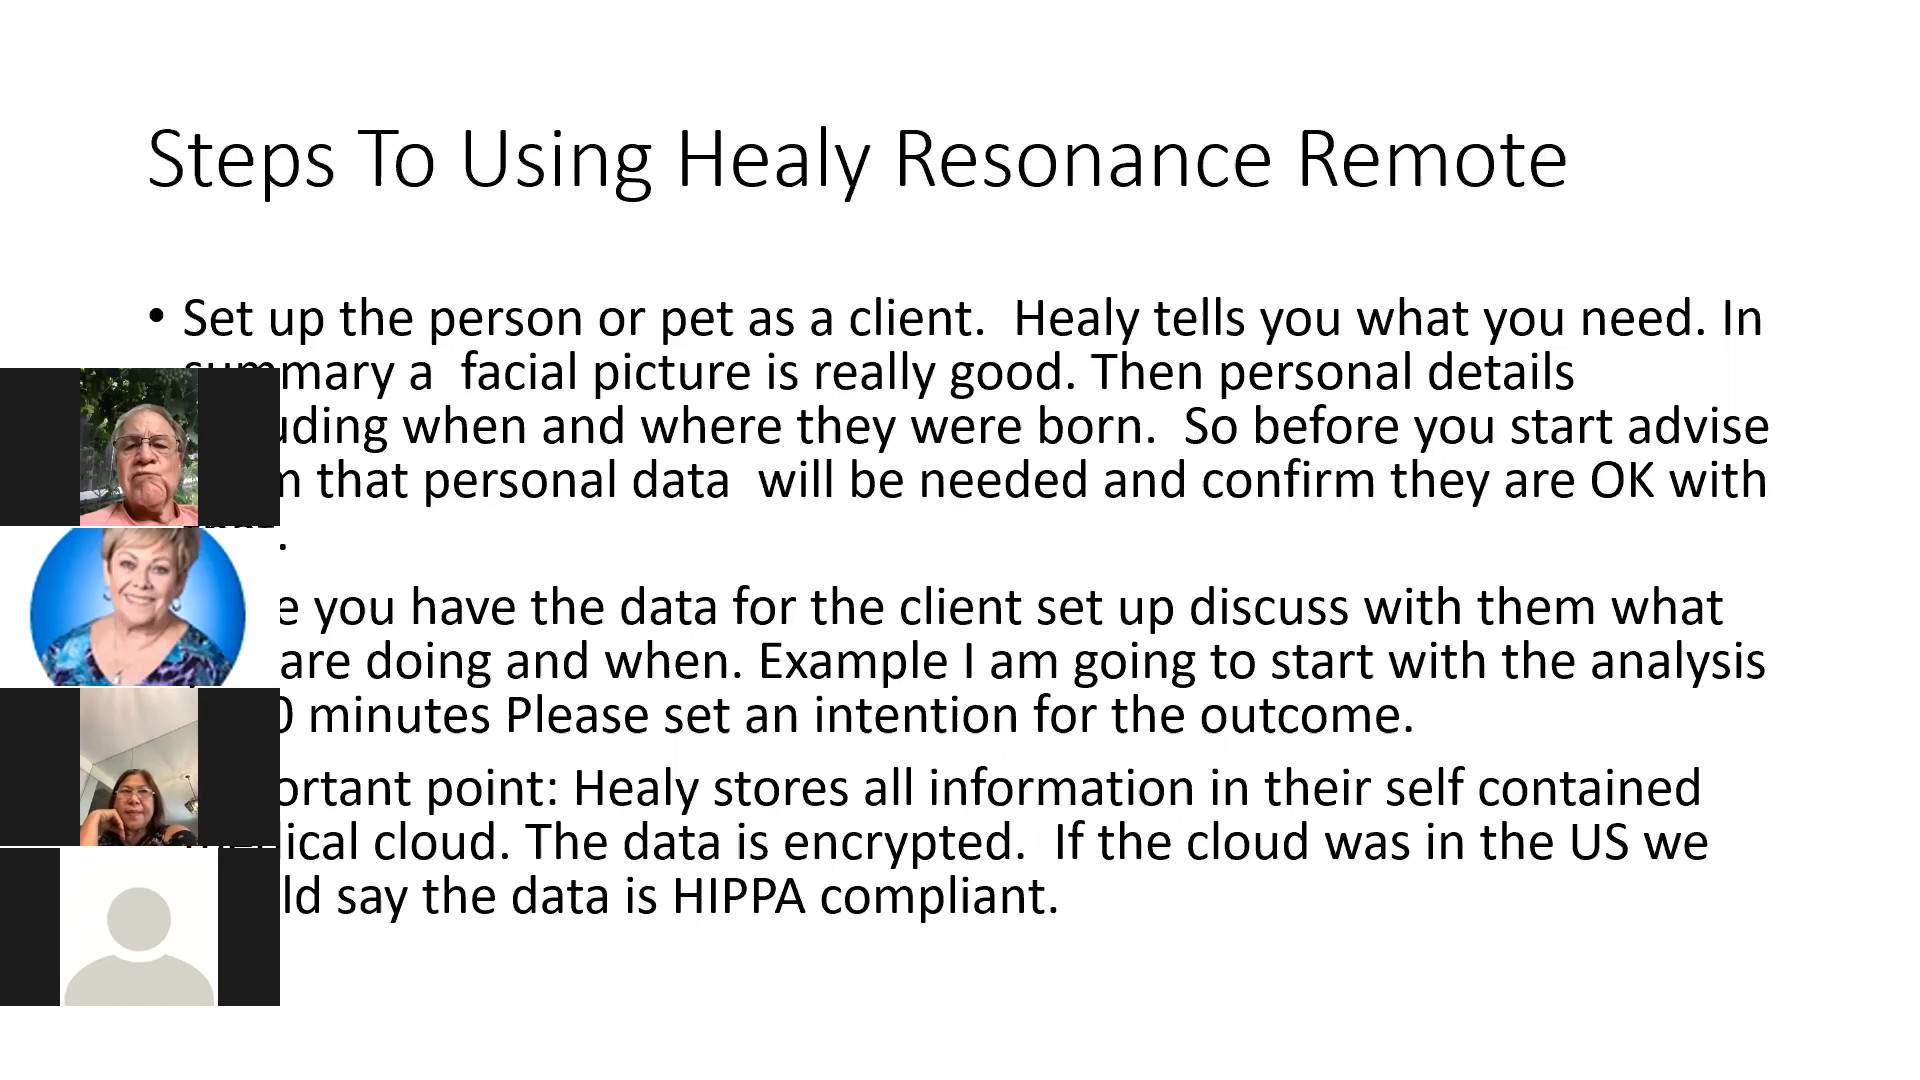 Steps To Using Healy Resonance Remote
• Set up the person or pet as a client. Healy tells you what you need. In
a facial picture is really good. Then personal details
when and where they were born. So before you start advise
that personal data will be needed and confirm they are OK with
you have the data for the client set up discuss with them what
are doing and when. Example I am going to start with the analysis
minutes Please set an intention for the outcome.
point: Healy stores all information in their self contained
cloud. The data is encrypted. If the cloud was in the US we
say the data is HIPPA compliant.